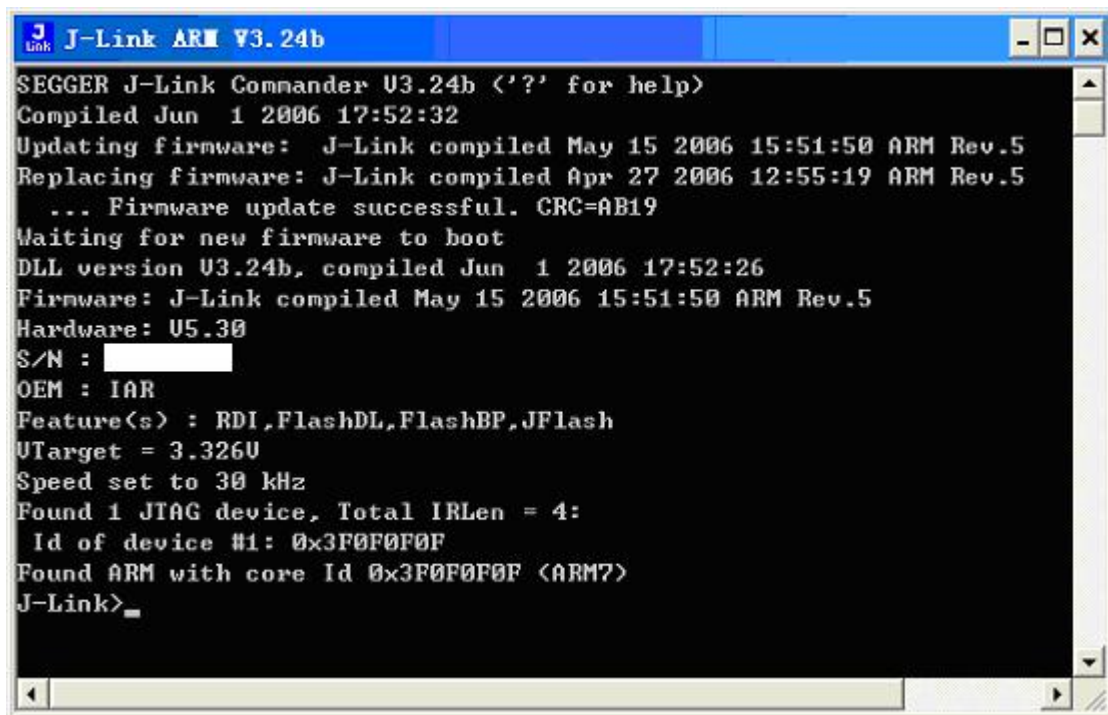 J-Link ARM V3.24b
SEGGER J-Link Commander V3.24b ('?' for help)
Compiled Jun  1 2006 17:52:32
Updating firmware:  J-Link compiled May 15 2006 15:51:50 ARM Rev.5
Replacing firmware: J-Link compiled Apr 27 2006 12:55:19 ARM Rev.5
  ... Firmware update successful. CRC=AB19
Waiting for new firmware to boot
DLL version V3.24b, compiled Jun  1 2006 17:52:26
Firmware: J-Link compiled May 15 2006 15:51:50 ARM Rev.5
Hardware: V5.30
S/N :
OEM : IAR
Feature(s) : RDI,FlashDL,FlashBP,JFlash
VTarget = 3.326V
Speed set to 30 kHz
Found 1 JTAG device, Total IRLen = 4:
 Id of device #1: 0x3F0F0F0F
Found ARM with core Id 0x3F0F0F0F (ARM7)
J-Link>_